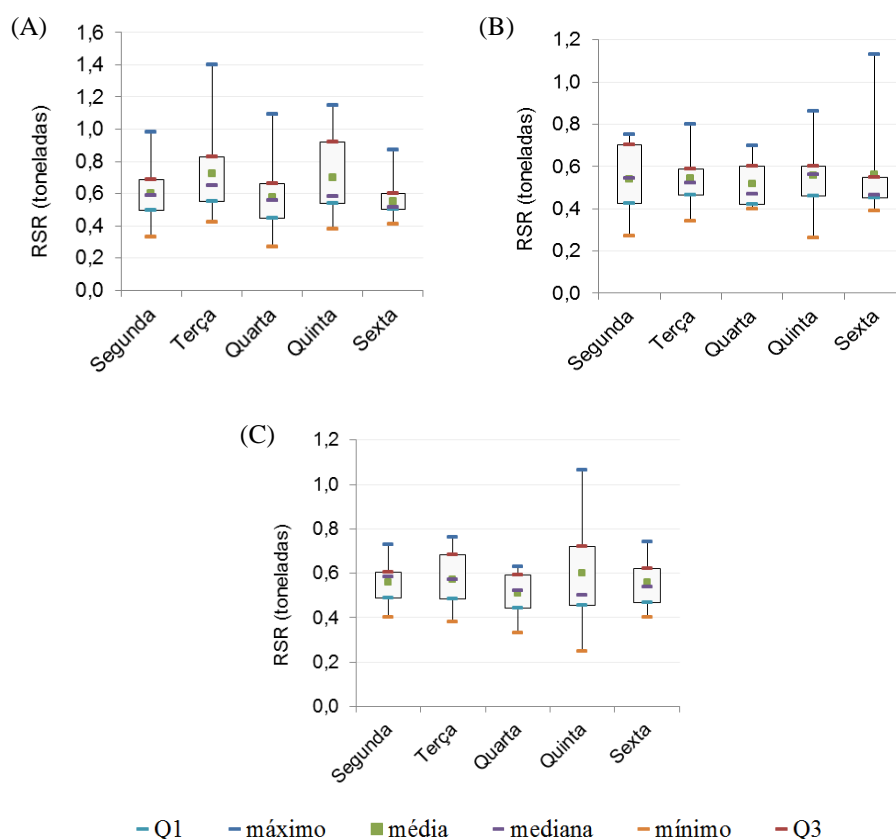 (A)
RSR (toneladas)
1,6
1,4
1,2
1,0
0,8
0,6
0,4
0,2
0,0
Segunda
Terça
Quarta
Quinta
Sexta
(B)
RSR (toneladas)
1,2
1,0
0,8
0,6
0,4
0,2
0,0
Segunda
Terça
Quarta
Quinta
Sexta
(C)
RSR (toneladas)
1,2
1,0
0,8
0,6
0,4
0,2
0,0
Segunda
Terça
Quarta
Quinta
Sexta
Q1 máximo média mediana mínimo Q3